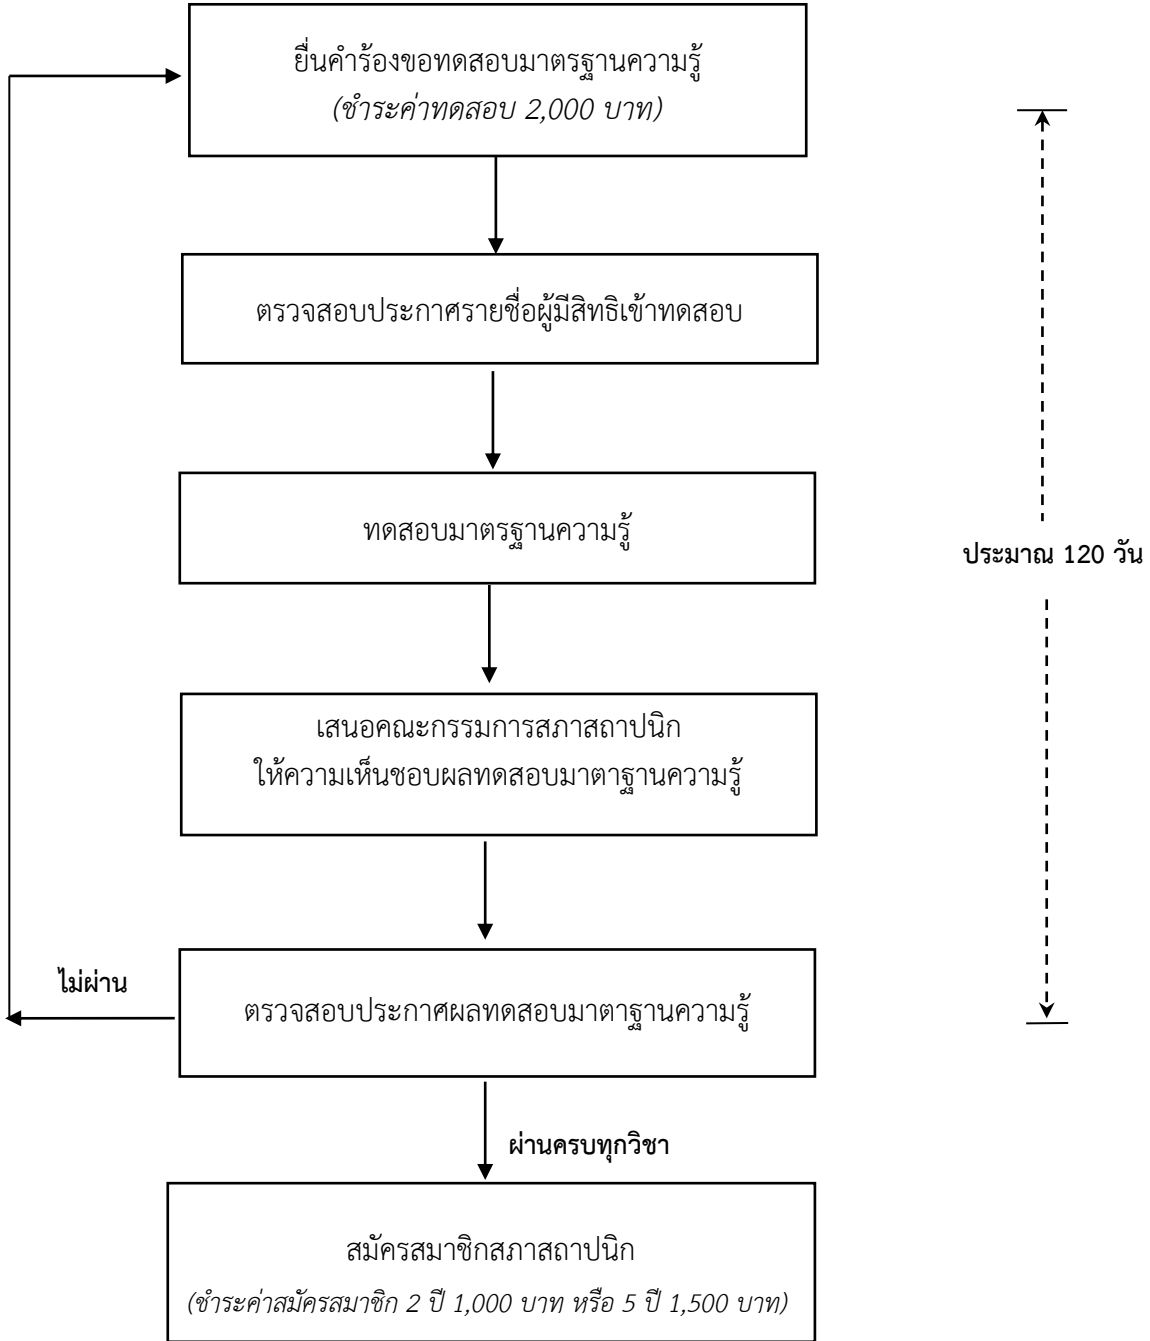 ยื่นคำร้องขอทดสอบมาตรฐานความรู้
(ชำระค่าทดสอบ 2,000 บาท)
ตรวจสอบประกาศรายชื่อผู้มีสิทธิเข้าทดสอบ
ทดสอบมาตรฐานความรู้
ประมาณ 120 วัน
เสนอคณะกรรมการสภาสถาปนิก
ให้ความเห็นชอบผลทดสอบมาตาฐานความรู้
ไม่ผ่าน
ตรวจสอบประกาศผลทดสอบมาตาฐานความรู้
ผ่านครบทุกวิชา
สมัครสมาชิกสภาสถาปนิก
(ชำระค่าสมัครสมาชิก 2 ปี 1,000 บาท หรือ 5 ปี 1,500 บาท)